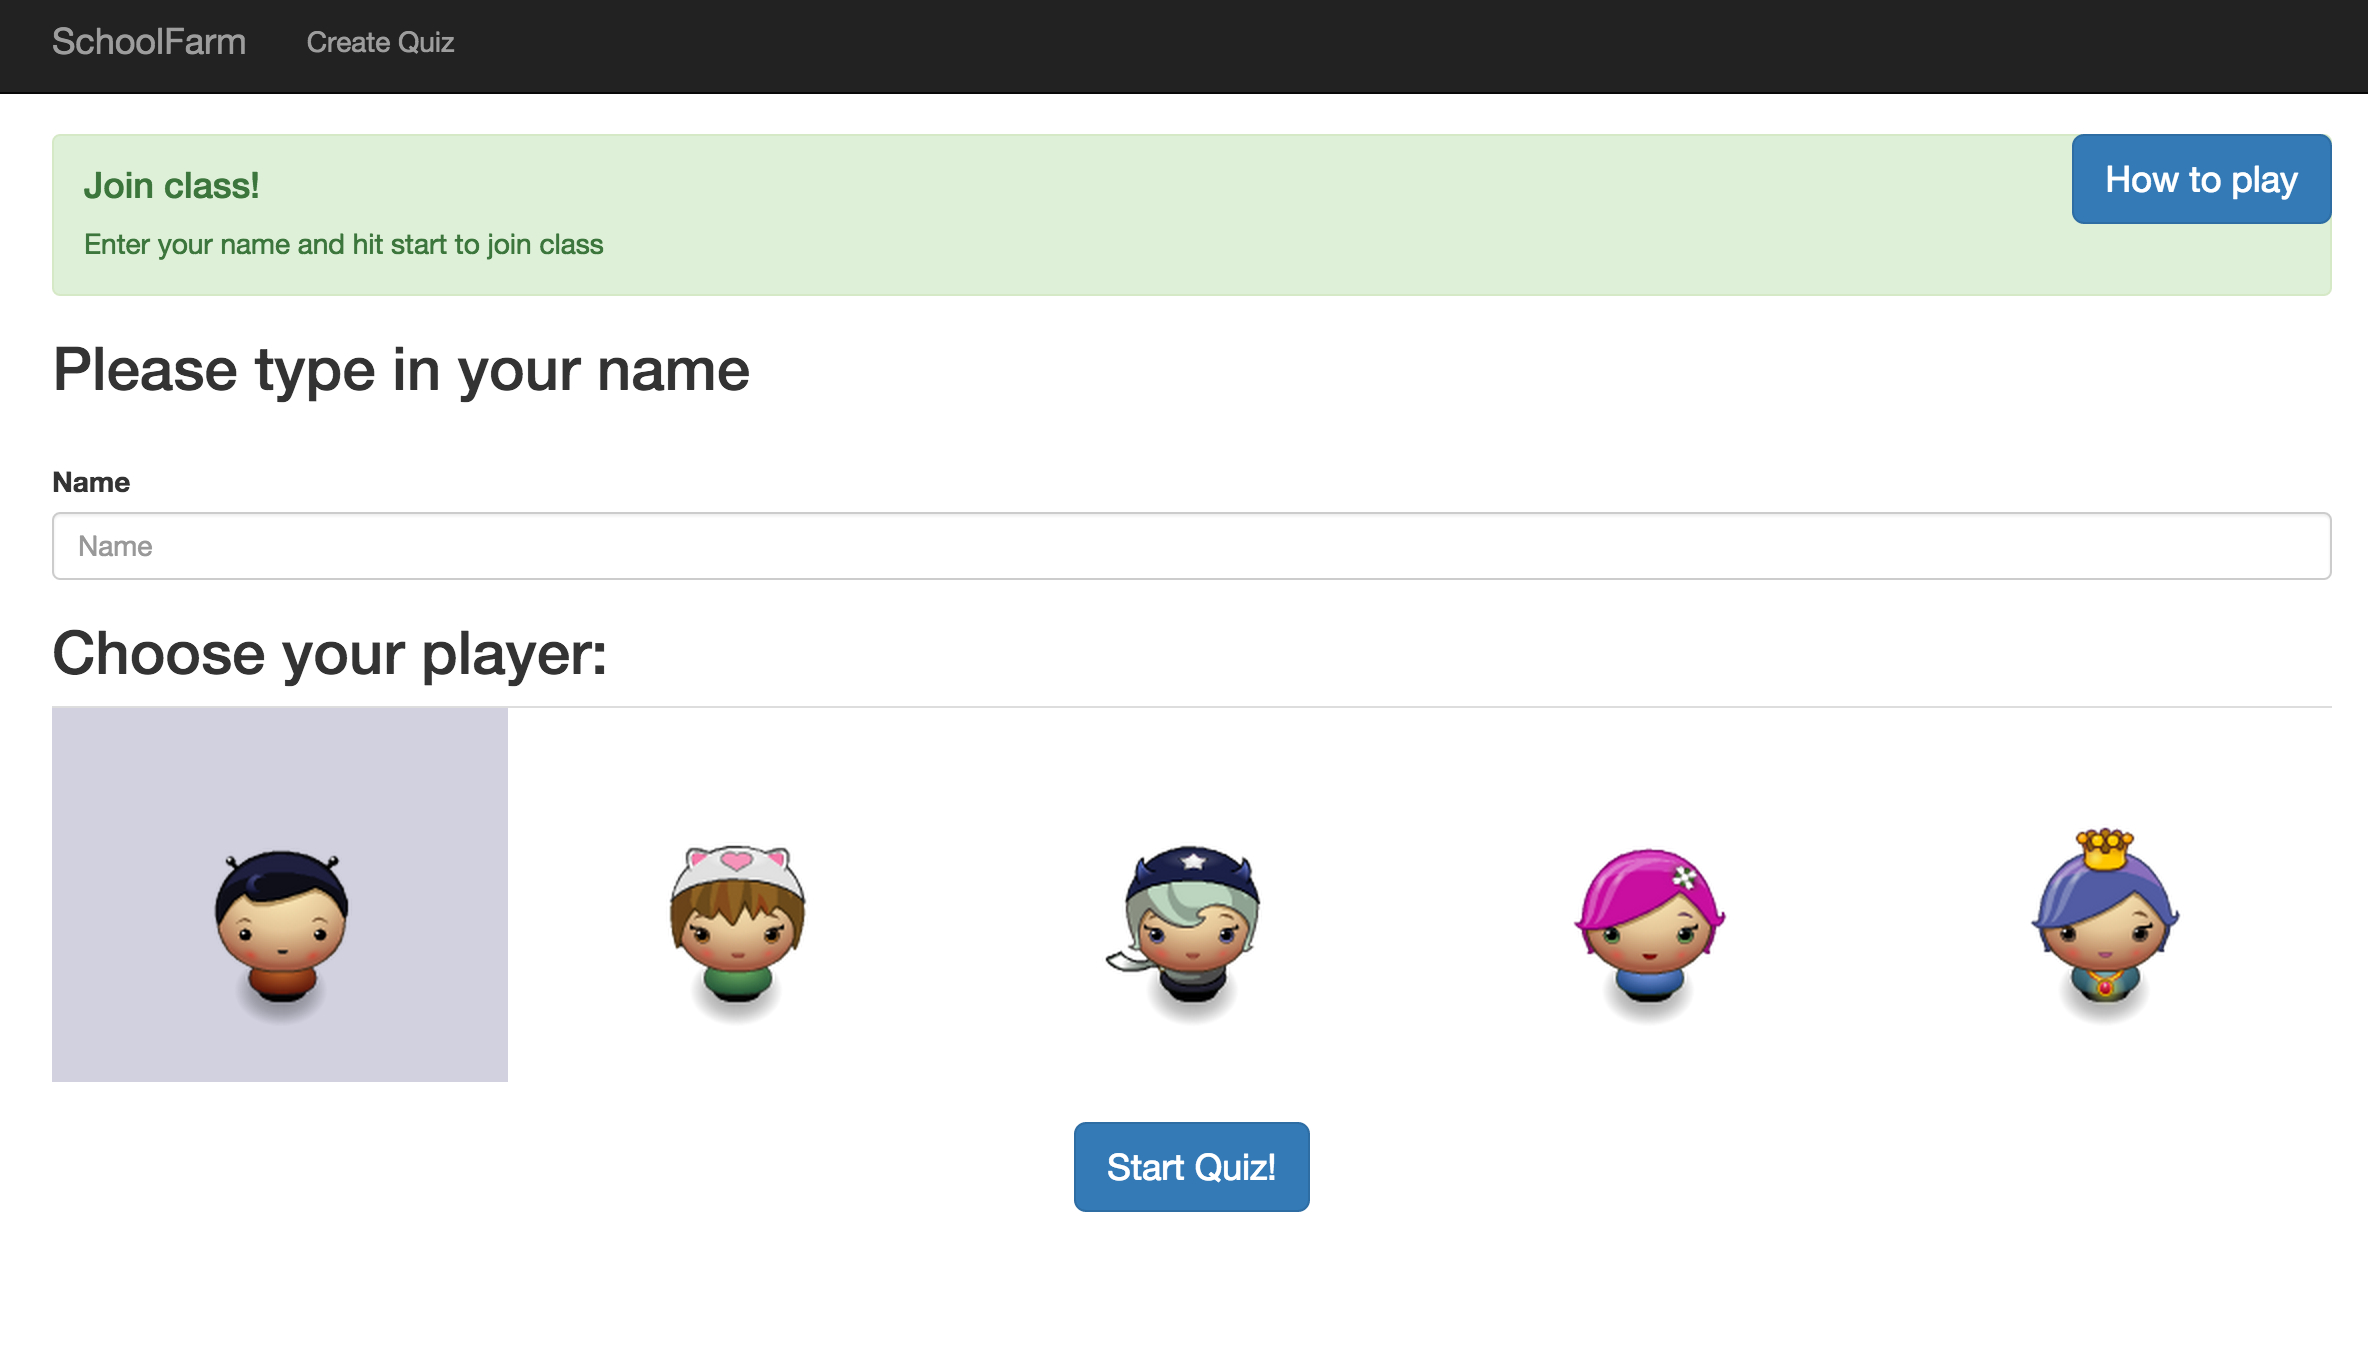 SchoolFarm Create Quiz
Join class!
How to play
Enter your name and hit start to join class
Please type in your name
Name
Name
Choose your player:
Start Quiz!